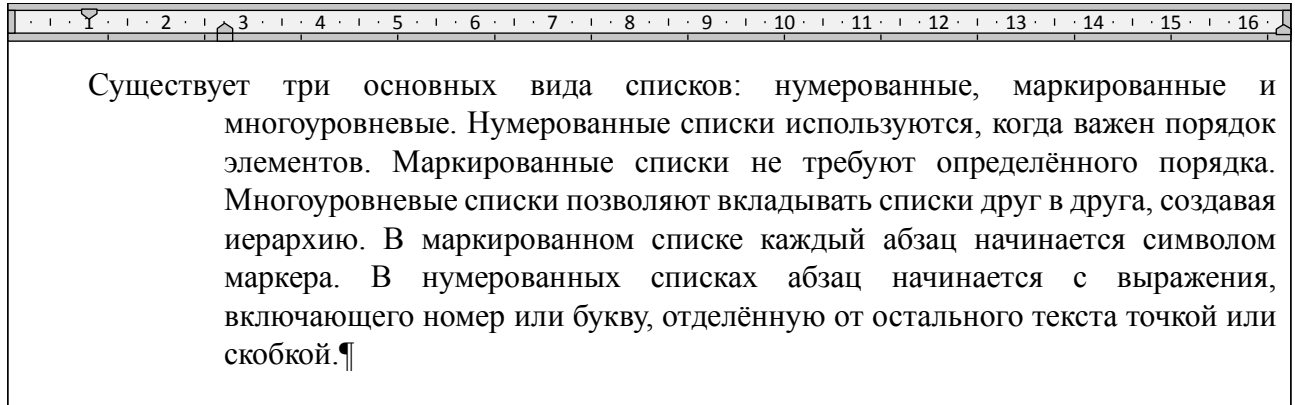 1 2 3 4 5 6 7 8 9 10 11 12 13 14 15 16
Существует три основных вида списков: нумерованные, маркированные и
многоуровневые. Нумерованные списки используются, когда важен порядок
элементов. Маркированные списки не требуют определённого порядка.
Многоуровневые списки позволяют вкладывать списки друг в друга, создавая
иерархию. В маркированном списке каждый абзац начинается символом
маркера. В нумерованных списках абзац начинается с выражения,
включающего номер или букву, отделённую от остального текста точкой или
скобкой.¶